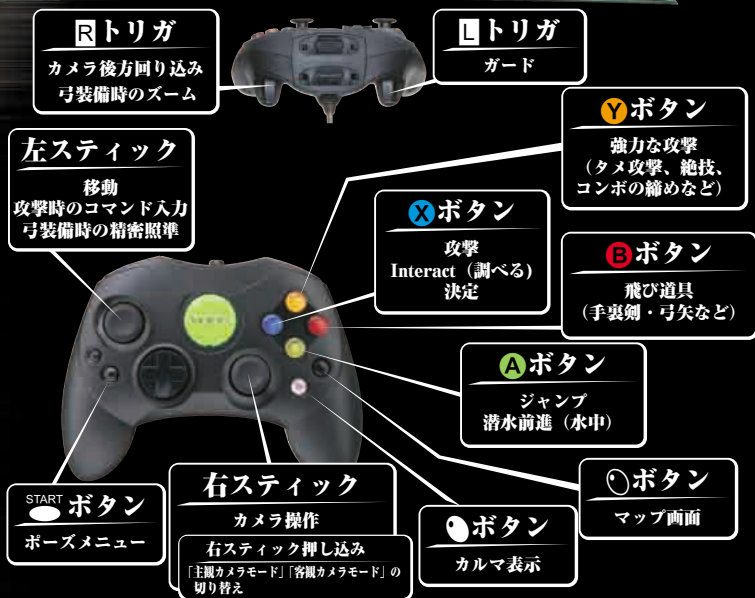 Rトリガ
カメラ後方回り込み
弓装備時のズーム
Lトリガ
ガード
左スティック
移動
攻撃時のコマンド入力
弓装備時の精密照準
Yボタン
強力な攻撃
(タメ攻撃、絶技、
コンボの締めなど)
Xボタン
攻撃
Interact(調べる)
決定
Bボタン
飛び道具
(手裏剣・弓矢など)
Aボタン
ジャンプ
潜水前進(水中)
START ボタン
ポーズメニュー
右スティック
カメラ操作
右スティック押し込み
「主観カメラモード」「客観カメラモード」の
切り替え
ボタン
カルマ表示
ボタン
マップ画面